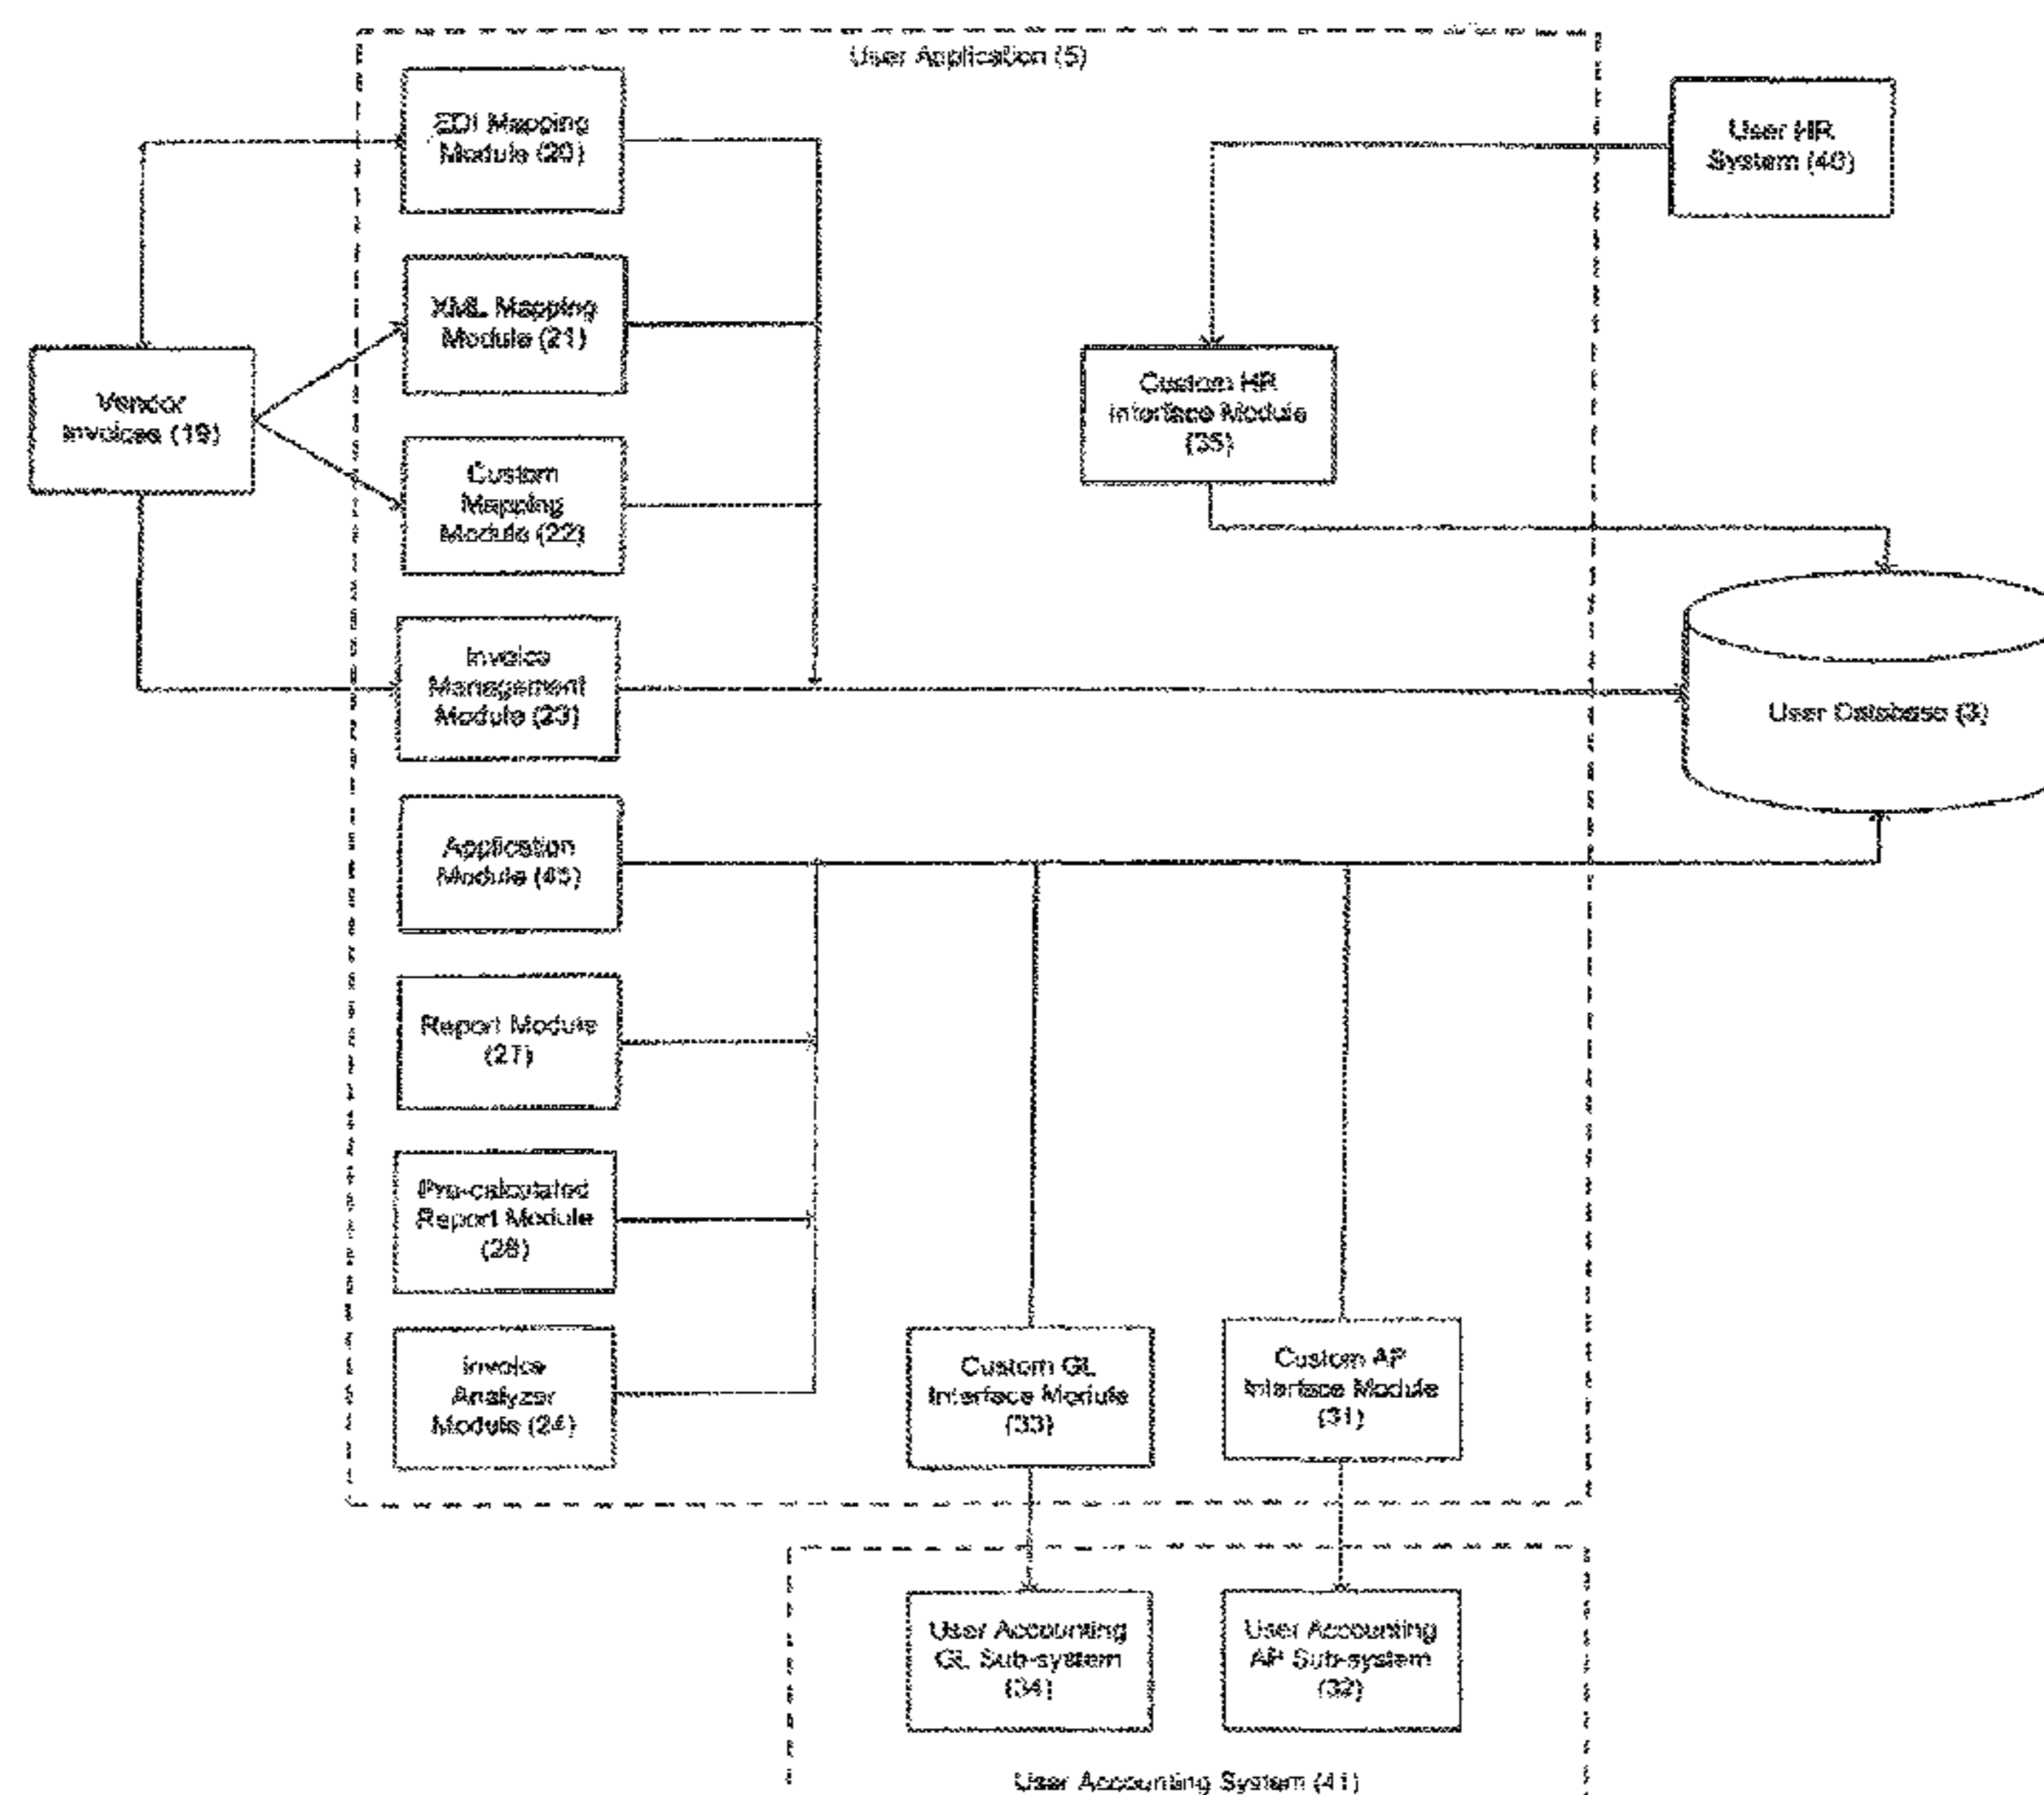 User Application (5)
EDI Mapping
Module (20)
User HR
System (40)
XML Mapping
Module (21)
Vendor
Invoices (19)
Custom HR
Interface Module
(35)
Custom
Mapping
Module (22)
Invoice
Management
Module (23)
User Database (3)
Application
Module (45)
Report Module
(27)
Pre-calculated
Report Module
(28)
Invoice
Analyzer
Module (24)
Custom GL
Interface Module
(33)
Custom AP
Interface Module
(31)
User Accounting
GL Sub-system
(34)
User Accounting
AP Sub-system
(32)
User Accounting System (41)